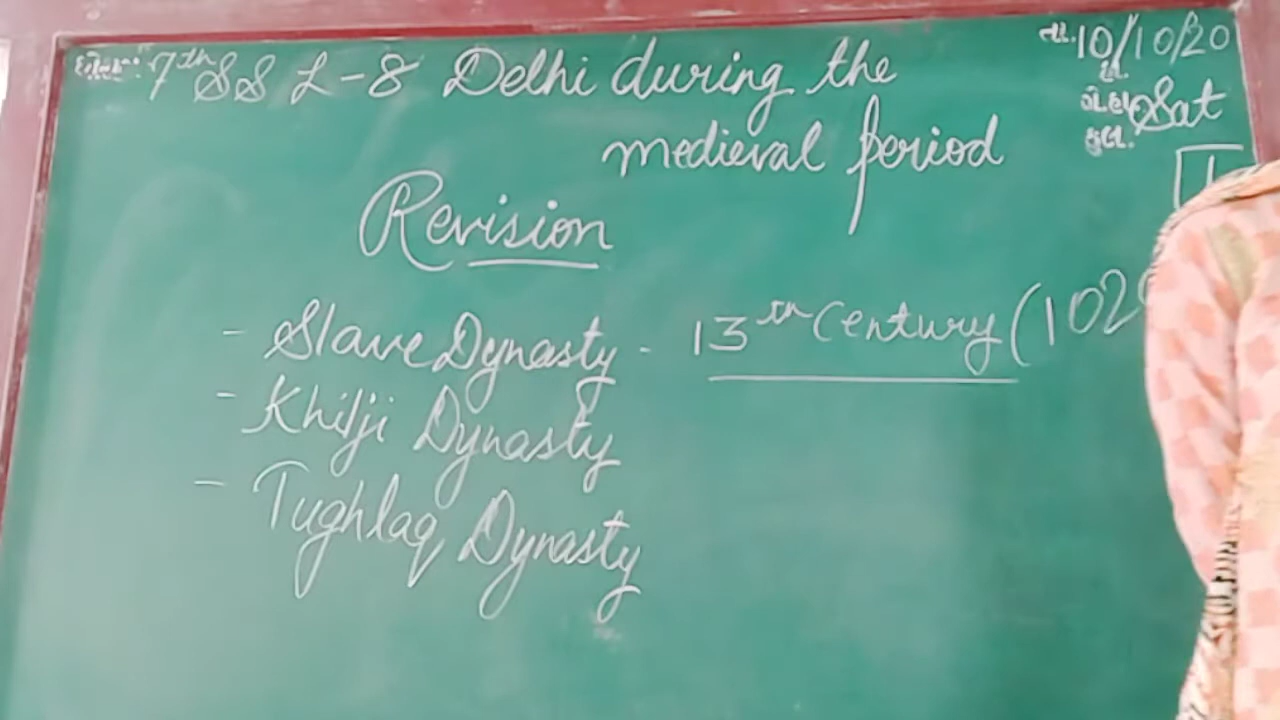 7th SS L-8 Delhi during the
medieval period
તા. 10/10/20
Sat
Revision
- Slave Dynasty - 13th Century (102
- Khilji Dynasty
- Tughlaq Dynasty